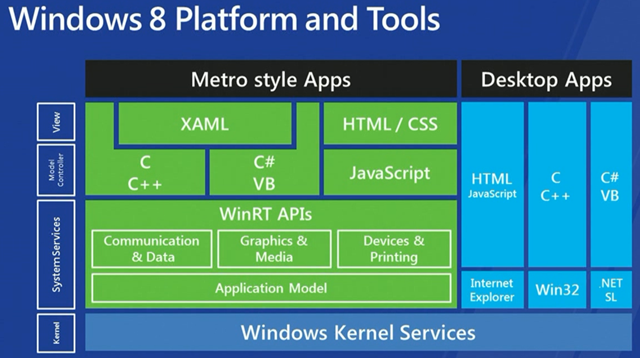 Windows 8 Platform and Tools
Metro style Apps
Desktop Apps
View
XAML
HTML / CSS
Model
Controller
C
C++
C#
VB
JavaScript
HTML
JavaScript
C
C++
C#
VB
System Services
WinRT APIs
Communication
& Data
Graphics &
Media
Devices &
Printing
Application Model
Internet
Explorer
Win32
.NET
SL
Kernel
Windows Kernel Services